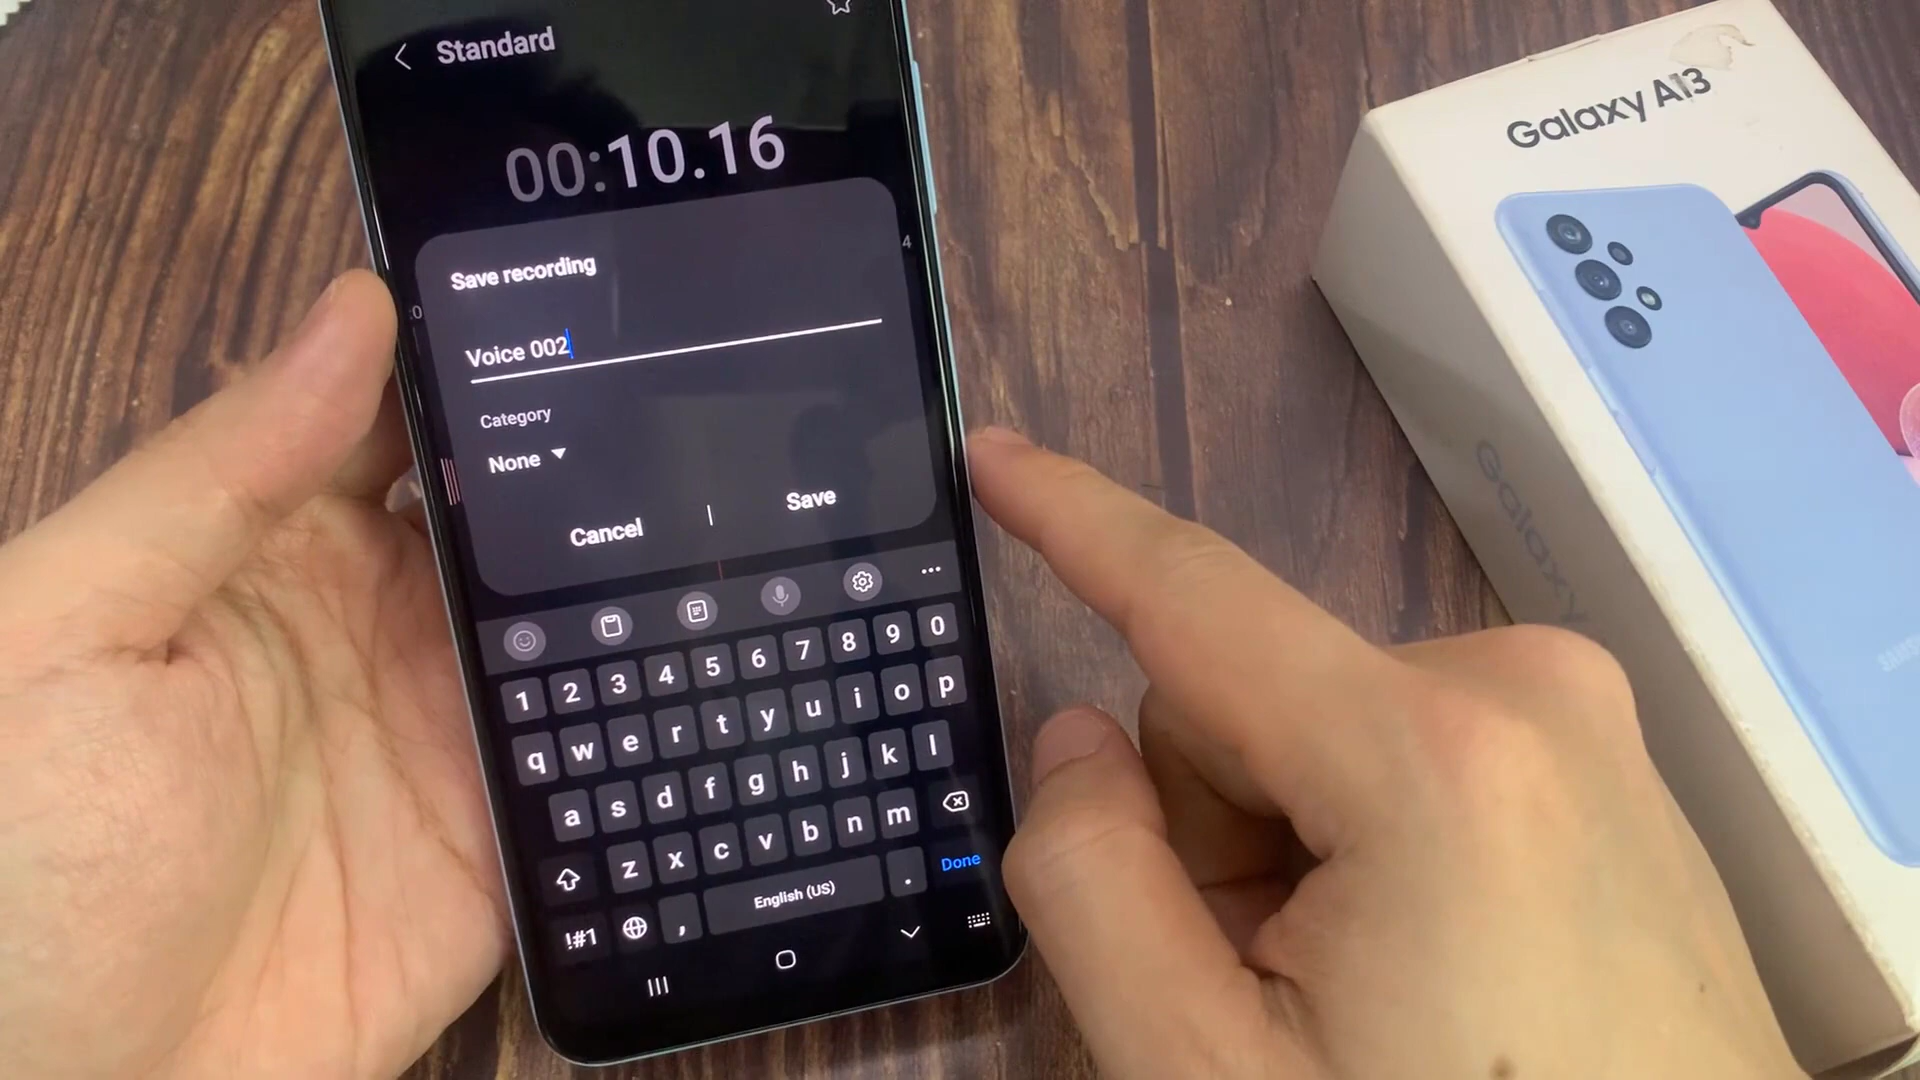 Standard
00:10.16
Save recording
Voice 002
Category
None
Cancel | Save
1 2 3 4 5 6 7 8 9 0
q w e r t y u i o p
a s d f g h j k l
z x c v b n m
!#1 , English (US) . Done
Galaxy A13
Galaxy